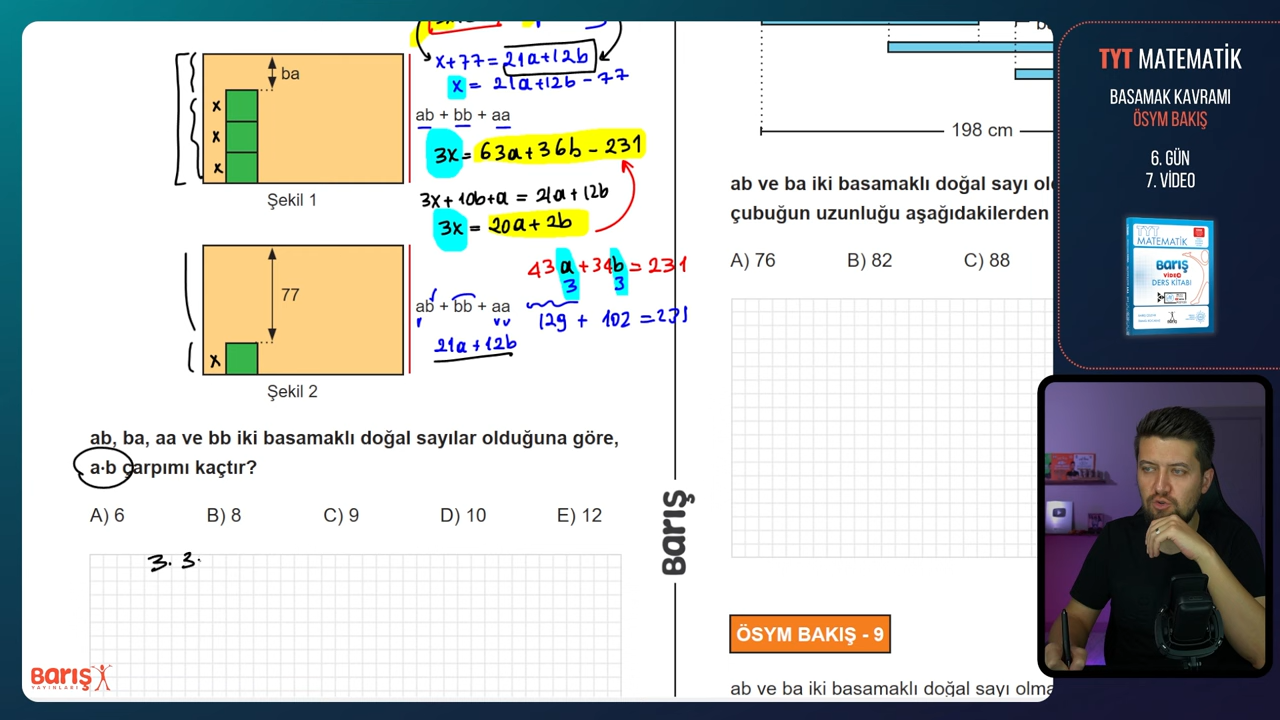 x + 77 = 21a + 12b
x = 21a + 12b - 77
ba
x
x
x
ab + bb + aa
3x = 63a + 36b - 231
3x + 10b + a = 21a + 12b
Şekil 1
3x = 20a + 2b
77
x
43a + 34b = 231
3 3
ab + bb + aa
129 + 102 = 231
21a + 12b
Şekil 2
ab, ba, aa ve bb iki basamaklı doğal sayılar olduğuna göre,
a·b çarpımı kaçtır?
A) 6 B) 8 C) 9 D) 10 E) 12
3. 3.
BARIŞ
YAYINLARI
Barış
198 cm
ab ve ba iki basamaklı doğal sayı
çubuğun uzunluğu aşağıdakilerden
A) 76 B) 82 C) 88
ÖSYM BAKIŞ - 9
ab ve ba iki basamaklı doğal sayı
TYT MATEMATİK
BASAMAK KAVRAMI
ÖSYM BAKIŞ
6. GÜN
7. VİDEO
TYT
MATEMATİK
BARIŞ
VİDEO
DERS KİTABI